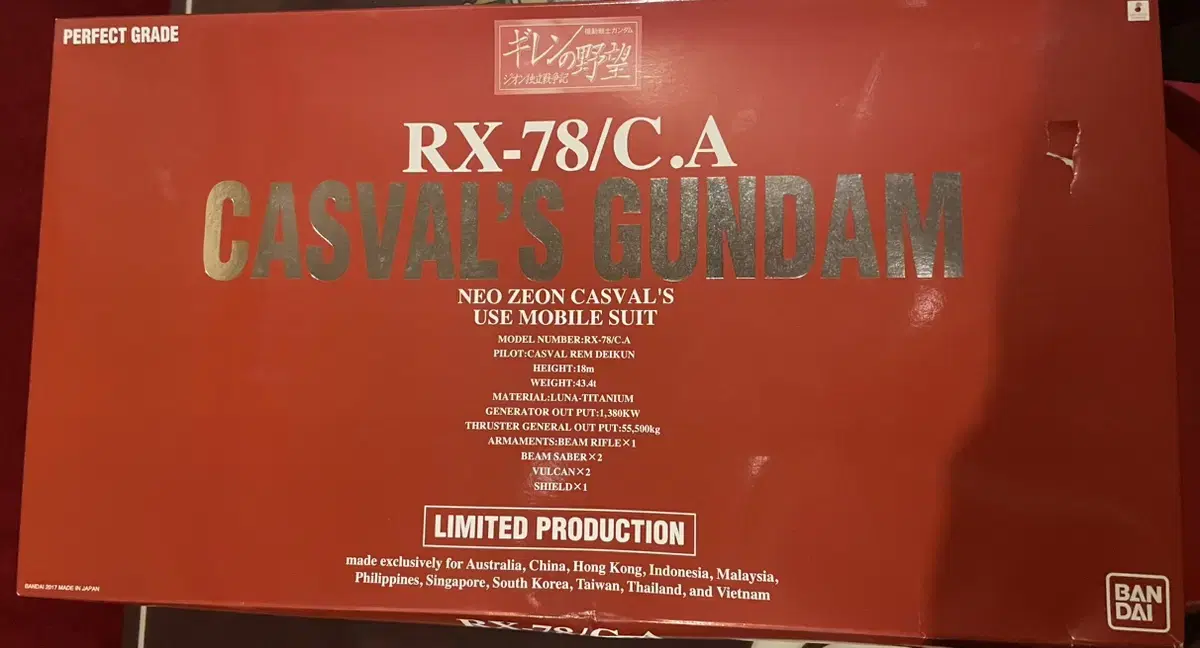 PERFECT GRADE
機動戦士ガンダム
ギレンの野望
ジオン独立戦争記
RX-78/C.A
CASVAL'S GUNDAM
NEO ZEON CASVAL'S
USE MOBILE SUIT
MODEL NUMBER:RX-78/C.A
PILOT:CASVAL REM DEIKUN
HEIGHT:18m
WEIGHT:43.4t
MATERIAL:LUNA-TITANIUM
GENERATOR OUT PUT:1,380KW
THRUSTER GENERAL OUT PUT:55,500kg
ARMAMENTS:BEAM RIFLE×1
BEAM SABER×2
VULCAN×2
SHIELD×1
LIMITED PRODUCTION
made exclusively for Australia, China, Hong Kong, Indonesia, Malaysia,
Philippines, Singapore, South Korea, Taiwan, Thailand, and Vietnam
BANDAI 2017 MADE IN JAPAN
BAN
DAI
RX-78/C.A